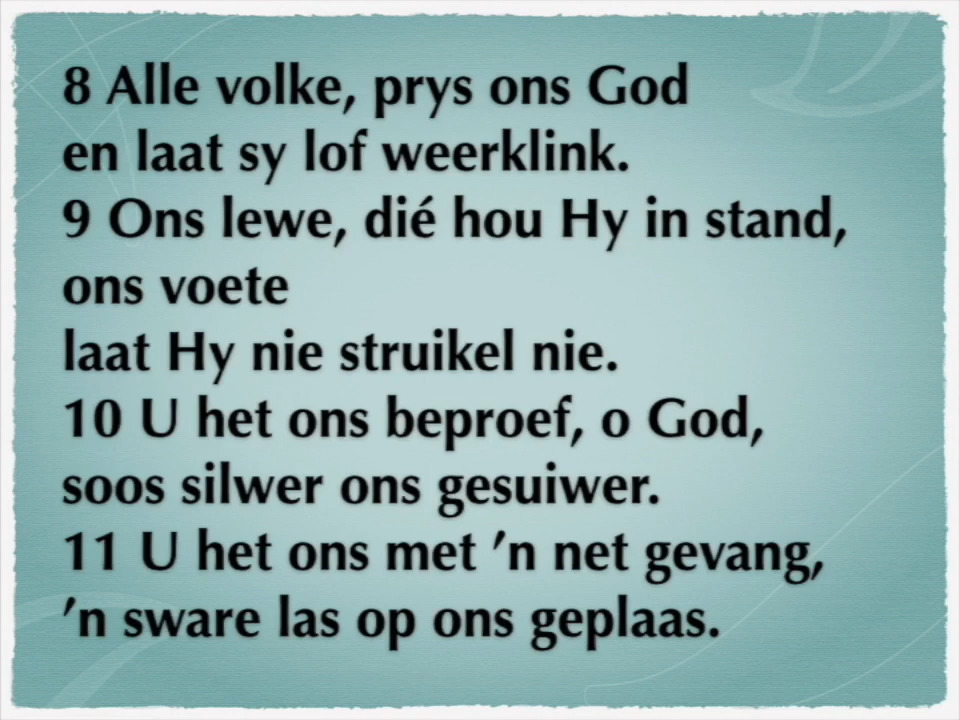 8 Alle volke, prys ons God
en laat sy lof weerklink.
9 Ons lewe, dié hou Hy in stand,
ons voete
laat Hy nie struikel nie.
10 U het ons beproef, o God,
soos silwer ons gesuiwer.
11 U het ons met ’n net gevang,
’n sware las op ons geplaas.